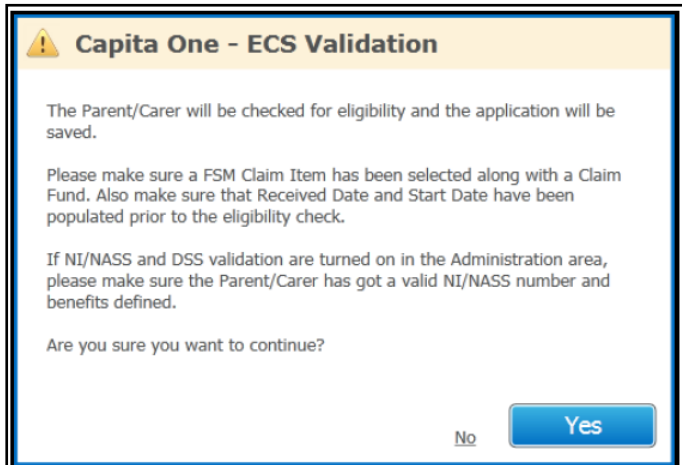 Capita One - ECS Validation
The Parent/Carer will be checked for eligibility and the application will be
saved.
Please make sure a FSM Claim Item has been selected along with a Claim
Fund. Also make sure that Received Date and Start Date have been
populated prior to the eligibility check.
If NI/NASS and DSS validation are turned on in the Administration area,
please make sure the Parent/Carer has got a valid NI/NASS number and
benefits defined.
Are you sure you want to continue?
No
Yes